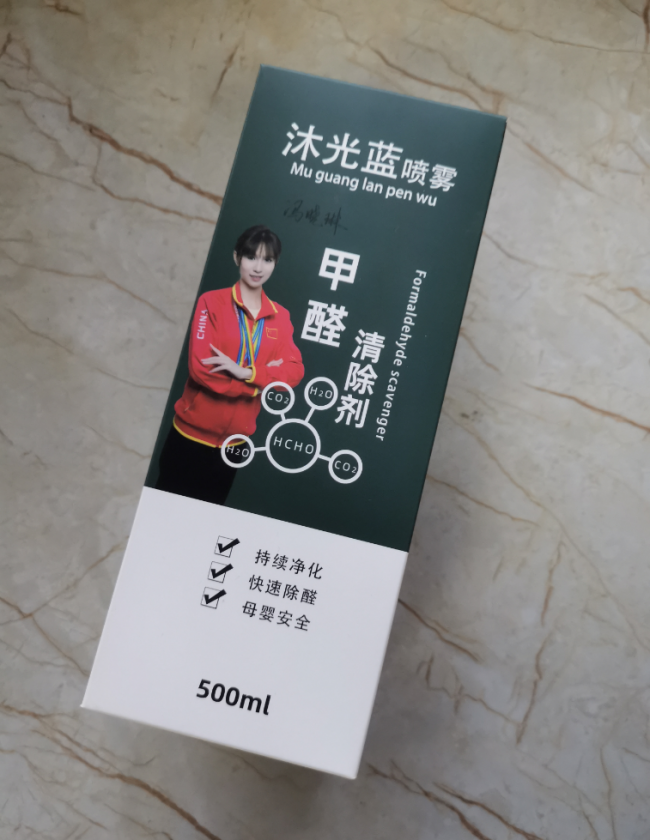 沐光蓝喷雾
Mu guang lan pen wu
甲醛
清除剂
Formaldehyde scavenger
CHINA
CO2
H2O
HCHO
H2O
CO2
持续净化
快速除醛
母婴安全
500ml